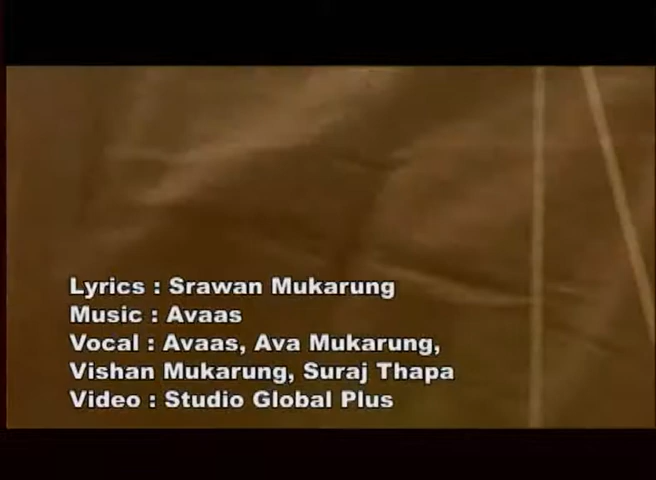 Lyrics : Srawan Mukarung
Music : Avaas
Vocal : Avaas, Ava Mukarung,
Vishan Mukarung, Suraj Thapa
Video : Studio Global Plus